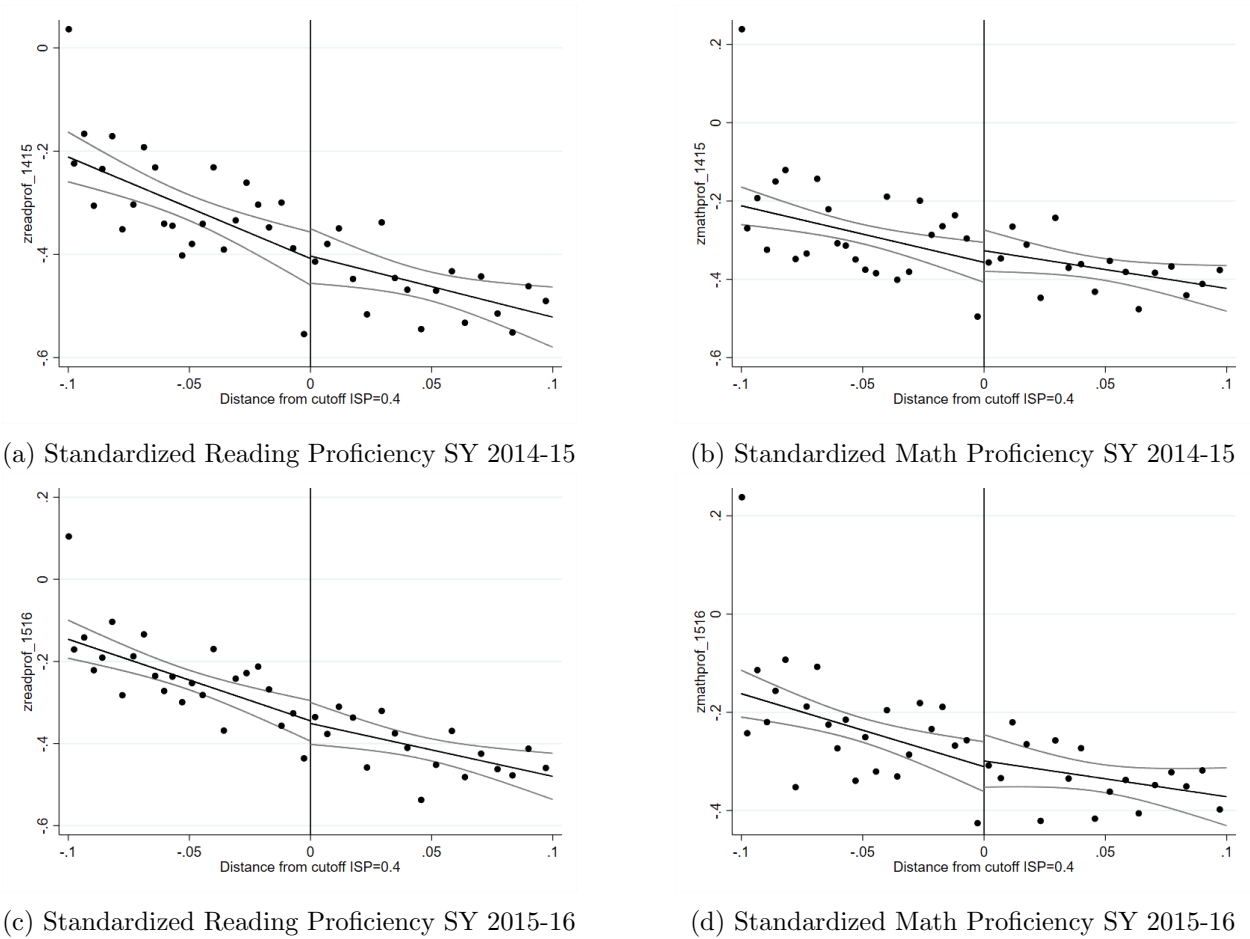 0
-.2
-.4
-.6
zreadprof_1415
-.1 -.05 0 .05 .1
Distance from cutoff ISP=0.4
(a) Standardized Reading Proficiency SY 2014-15
.2
0
-.2
-.4
-.6
zmathprof_1415
-.1 -.05 0 .05 .1
Distance from cutoff ISP=0.4
(b) Standardized Math Proficiency SY 2014-15
.2
0
-.2
-.4
-.6
zreadprof_1516
-.1 -.05 0 .05 .1
Distance from cutoff ISP=0.4
(c) Standardized Reading Proficiency SY 2015-16
.2
0
-.2
-.4
zmathprof_1516
-.1 -.05 0 .05 .1
Distance from cutoff ISP=0.4
(d) Standardized Math Proficiency SY 2015-16